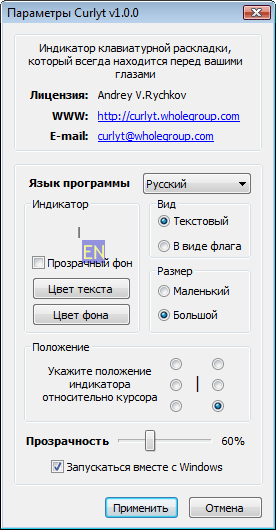 Параметры Curlyt v1.0.0
Индикатор клавиатурной раскладки,
который всегда находится перед вашими
глазами
Лицензия: Andrey V.Rychkov
WWW: http://curlyt.wholegroup.com
E-mail: curlyt@wholegroup.com
Язык программы Русский
Индикатор
EN
Прозрачный фон
Цвет текста
Цвет фона
Вид
Текстовый
В виде флага
Размер
Маленький
Большой
Положение
Укажите положение
индикатора
относительно курсора
Прозрачность 60%
Запускаться вместе с Windows
Применить Отмена